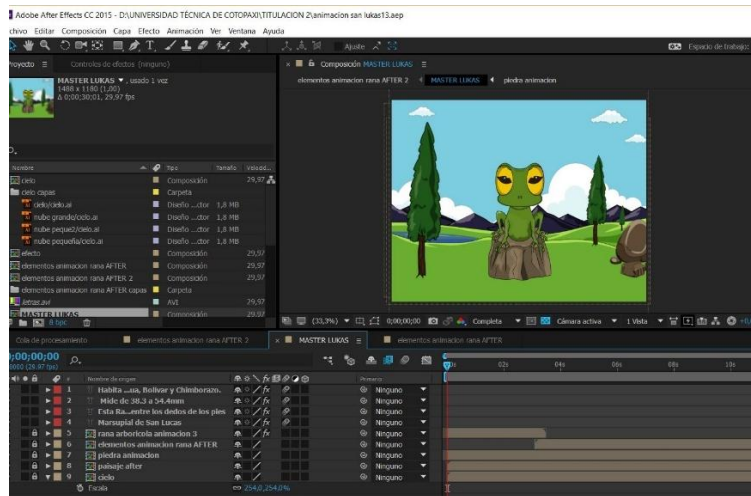 Adobe After Effects CC 2015 - D:\UNIVERSIDAD TÉCNICA DE COTOPAXI\TITULACION 2\animacion san lukas13.aep
chivo Editar Composición Capa Efecto Animación Ver Ventana Ayuda
Ajuste
Espacio de trabajo:
royecto
Controles de efectos (ninguno)
Composición MASTER LUKAS
MASTER LUKAS ▼, usado 1 vez
1488 x 1180 (1,00)
Δ 0;00;30;01, 29,97 fps
elementos animacion rana AFTER 2
MASTER LUKAS
piedra animacion
Nombre
Tipo
Tamaño
Velocid...
cielo Composición 29,97
cielo capas Carpeta
cielo/cielo.ai Diseño ...ctor 1,8 MB
nube grande/cielo.ai Diseño ...ctor 1,8 MB
nube peque2/cielo.ai Diseño ...ctor 1,8 MB
nube pequeña/cielo.ai Diseño ...ctor 1,8 MB
efecto Composición 29,97
elementos animacion rana AFTER Composición 29,97
elementos animacion rana AFTER 2 Composición 29,97
elementos animacion rana AFTER capas Carpeta
letras.avi AVI 29,97
MASTER LUKAS Composición 29,97
8 bpc
(33,3%)
0;00;00;00
Completa
Cámara activa
1 Vista
Cola de procesamiento
elementos animacion rana AFTER 2
MASTER LUKAS
elementos animacion rana AFTER
;00;00;00
0000 (29.97 fps)
02s 04s 06s 08s 10s
# Nombre de origen
1 Habita ...ua, Bolivar y Chimborazo. Ninguno
2 Mide de 38.3 a 54.4mm Ninguno
3 Esta Ra...entre los dedos de los pies Ninguno
4 Marsupial de San Lucas Ninguno
5 rana arboricola animacion 3 Ninguno
6 elementos animacion rana AFTER Ninguno
7 piedra animacion Ninguno
8 paisaje after Ninguno
9 cielo Ninguno
Escala 254,0,254,0%